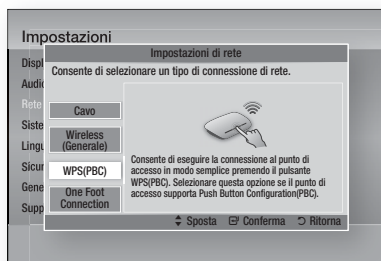 Impostazioni
Impostazioni di rete
Displ
Consente di selezionare un tipo di connessione di rete.
Audio
Rete
Cavo
Siste
Wireless
(Generale)
Lingu
Sicur
WPS(PBC)
Consente di eseguire la connessione al punto di
accesso in modo semplice premendo il pulsante
WPS(PBC). Selezionare questa opzione se il punto di
accesso supporta Push Button Configuration(PBC).
Gene
One Foot
Connection
Supp
Sposta Conferma Ritorna